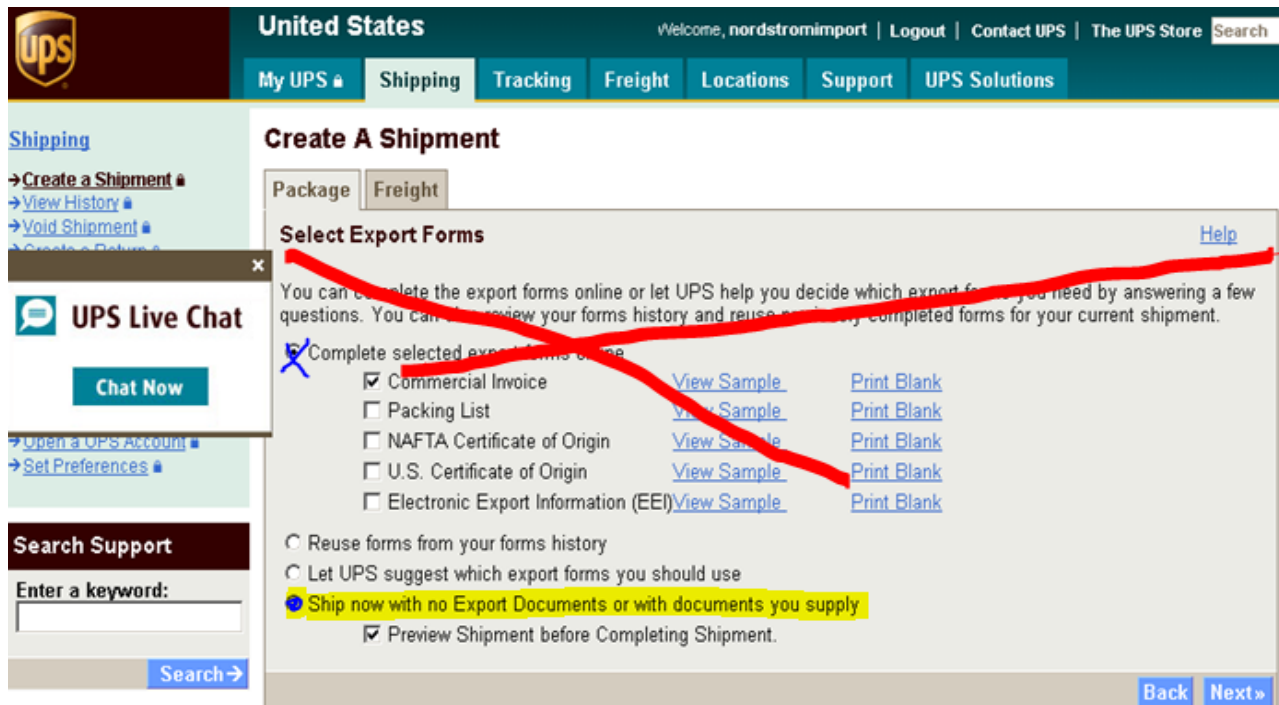 ups
United States
Welcome, nordstromimport | Logout | Contact UPS | The UPS Store Search
My UPS Shipping Tracking Freight Locations Support UPS Solutions
Shipping
Create a Shipment
View History
Void Shipment
Create a Return
UPS Live Chat
Chat Now
Open a UPS Account
Set Preferences
Search Support
Enter a keyword:
Search
Create A Shipment
Package Freight
Select Export Forms Help
You can complete the export forms online or let UPS help you decide which export forms you need by answering a few
questions. You can also review your forms history and reuse previously completed forms for your current shipment.
Complete selected export forms online
Commercial Invoice View Sample Print Blank
Packing List View Sample Print Blank
NAFTA Certificate of Origin View Sample Print Blank
U.S. Certificate of Origin View Sample Print Blank
Electronic Export Information (EEI) View Sample Print Blank
Reuse forms from your forms history
Let UPS suggest which export forms you should use
Ship now with no Export Documents or with documents you supply
Preview Shipment before Completing Shipment.
Back Next»